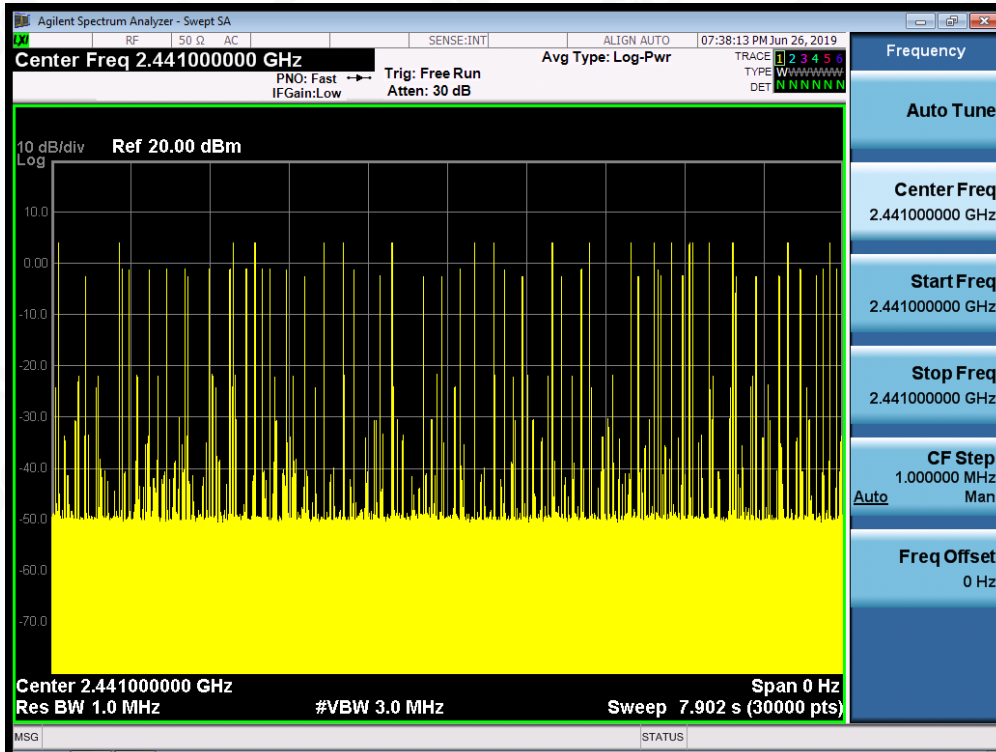 Agilent Spectrum Analyzer - Swept SA
LXI RF 50 Ω AC SENSE:INT ALIGN AUTO 07:38:13 PM Jun 26, 2019
Center Freq 2.441000000 GHz
PNO: Fast
IFGain:Low
Trig: Free Run
Atten: 30 dB
Avg Type: Log-Pwr
TRACE 1 2 3 4 5 6
TYPE WWWWWWW
DET N N N N N N
10 dB/div Ref 20.00 dBm
Log
10.0
0.00
-10.0
-20.0
-30.0
-40.0
-50.0
-60.0
-70.0
Center 2.441000000 GHz Span 0 Hz
Res BW 1.0 MHz #VBW 3.0 MHz Sweep 7.902 s (30000 pts)
MSG STATUS
Frequency
Auto Tune
Center Freq
2.441000000 GHz
Start Freq
2.441000000 GHz
Stop Freq
2.441000000 GHz
CF Step
1.000000 MHz
Auto Man
Freq Offset
0 Hz